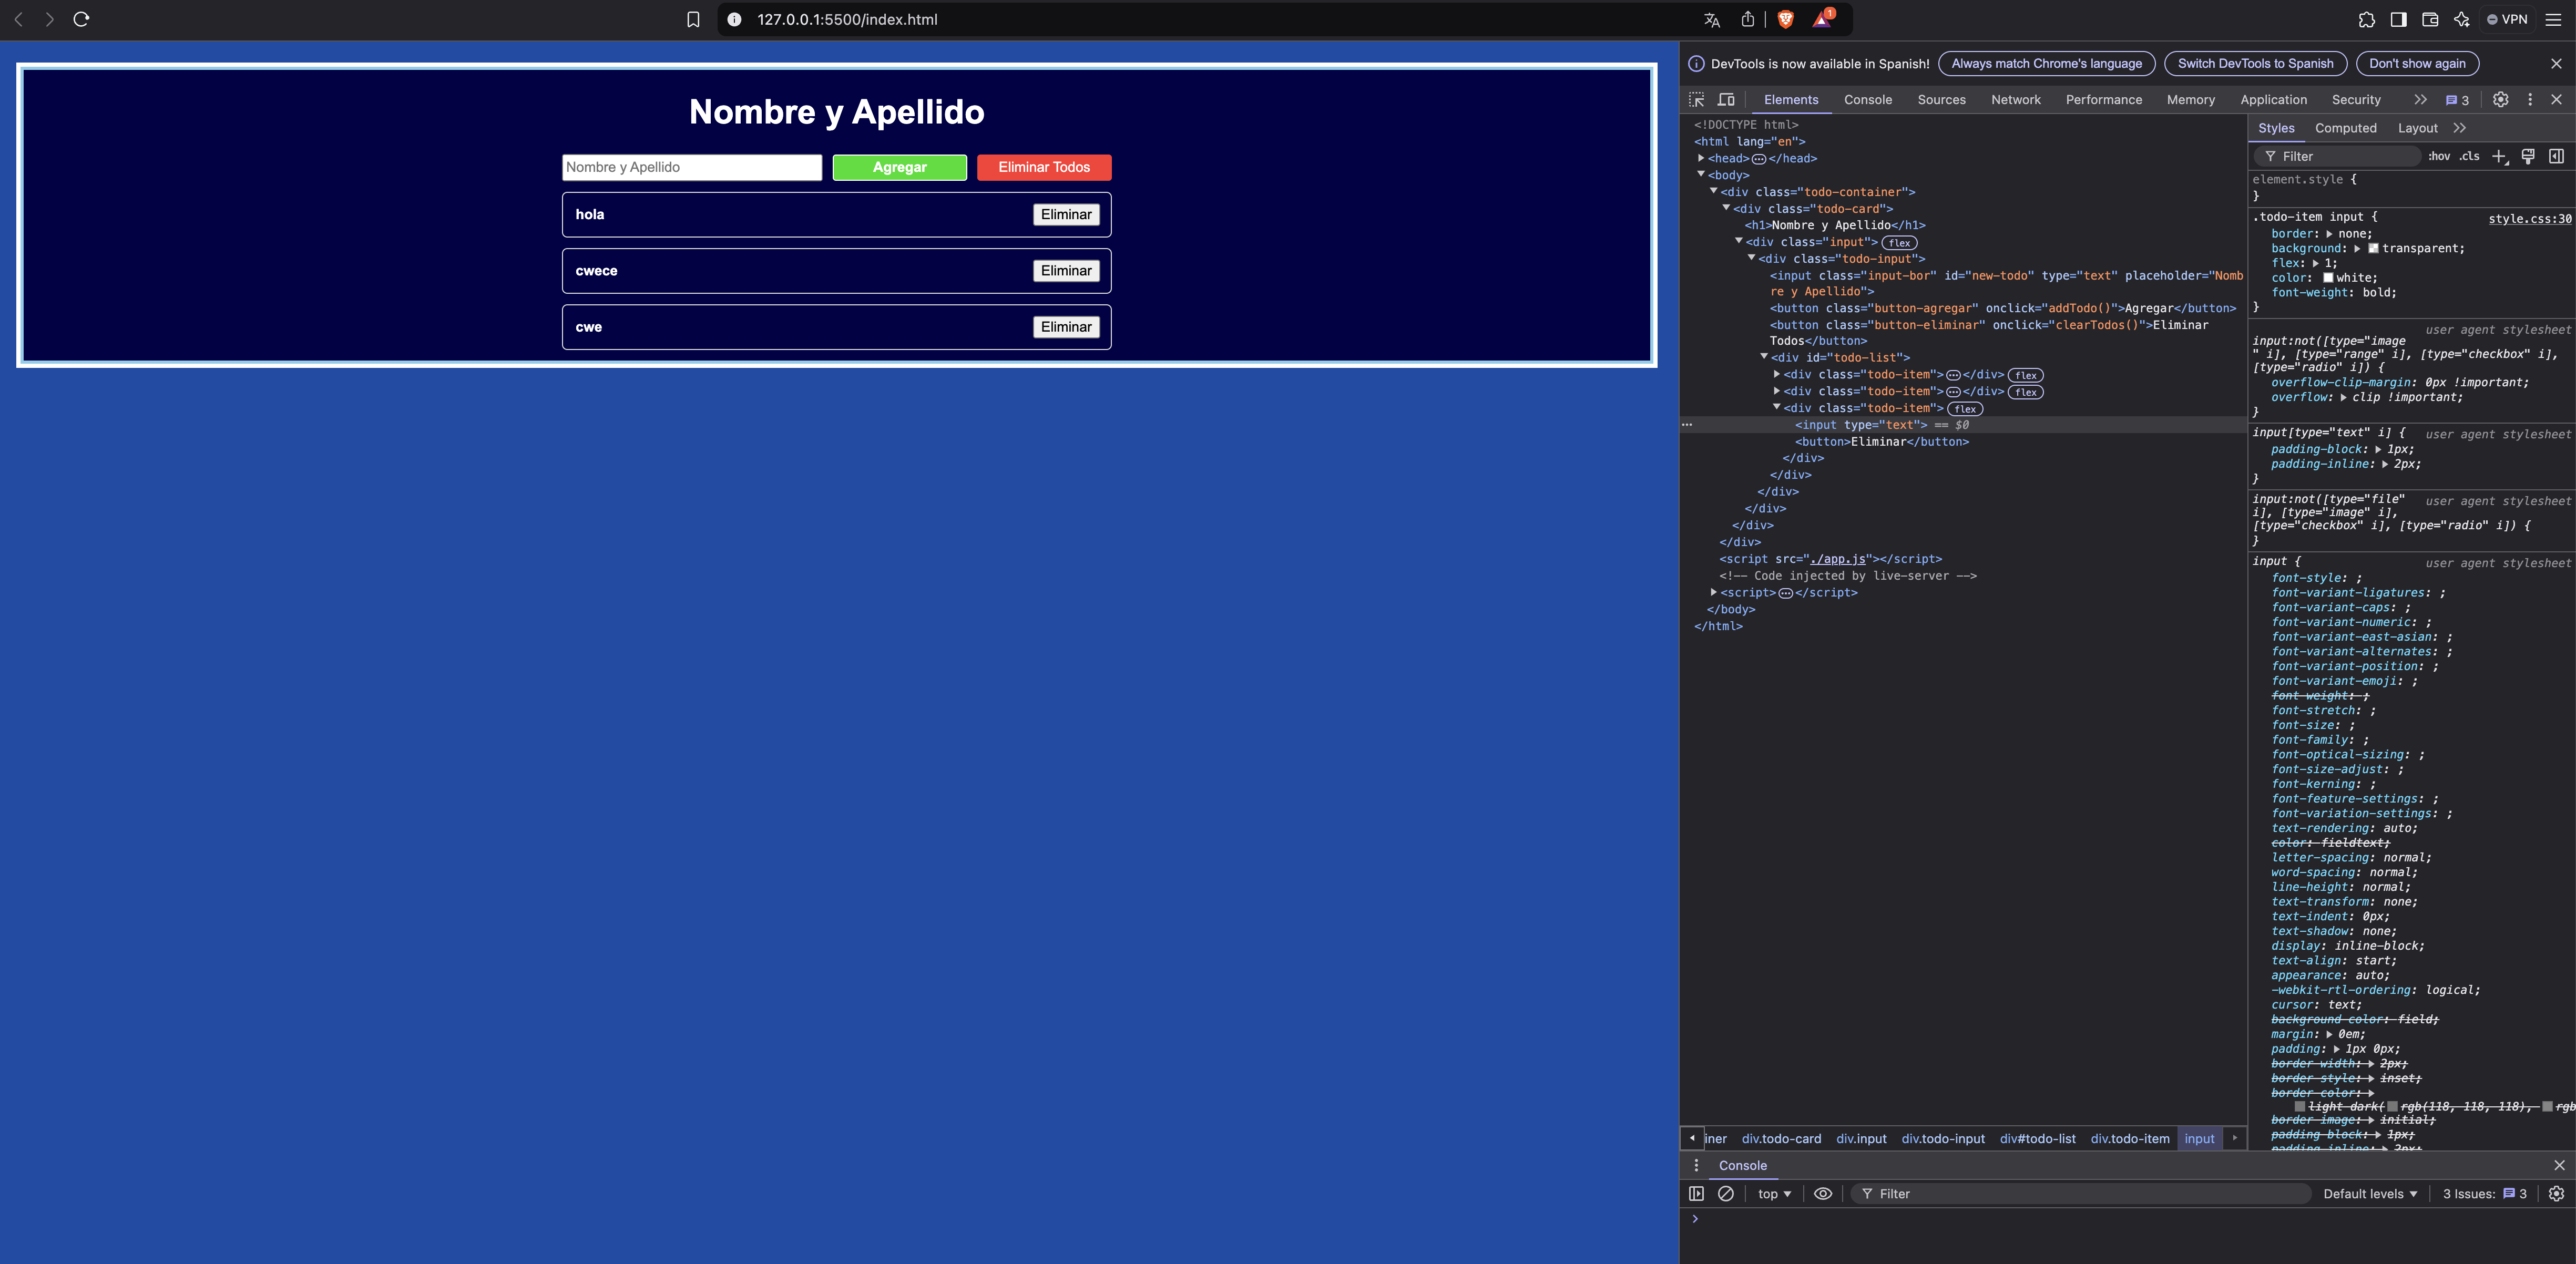 127.0.0.1:5500/index.html
1
VPN
Nombre y Apellido
Nombre y Apellido
Agregar
Eliminar Todos
hola
Eliminar
cwece
Eliminar
cwe
Eliminar
DevTools is now available in Spanish!
Always match Chrome's language
Switch DevTools to Spanish
Don't show again
Elements
Console
Sources
Network
Performance
Memory
Application
Security
3
<!DOCTYPE html>
<html lang="en">
<head>
</head>
<body>
<div class="todo-container">
<div class="todo-card">
<h1>Nombre y Apellido</h1>
<div class="input"> flex
<div class="todo-input">
<input class="input-bor" id="new-todo" type="text" placeholder="Nomb
re y Apellido">
<button class="button-agregar" onclick="addTodo()">Agregar</button>
<button class="button-eliminar" onclick="clearTodos()">Eliminar
Todos</button>
<div id="todo-list">
<div class="todo-item">
</div> flex
<div class="todo-item">
</div> flex
<div class="todo-item"> flex
<input type="text"> == $0
<button>Eliminar</button>
</div>
</div>
</div>
</div>
</div>
</div>
<script src="./app.js"></script>
<!-- Code injected by live-server -->
<script>
</script>
</body>
</html>
iner
div.todo-card
div.input
div.todo-input
div#todo-list
div.todo-item
input
Styles
Computed
Layout
Filter
:hov
.cls
element.style {
}
.todo-item input {
style.css:30
border: none;
background: transparent;
flex: 1;
color: white;
font-weight: bold;
}
user agent stylesheet
input:not([type="image
" i], [type="range" i], [type="checkbox" i],
[type="radio" i]) {
overflow-clip-margin: 0px !important;
overflow: clip !important;
}
input[type="text" i] {
user agent stylesheet
padding-block: 1px;
padding-inline: 2px;
}
input:not([type="file"
user agent stylesheet
i], [type="image" i],
[type="checkbox" i], [type="radio" i]) {
}
input {
user agent stylesheet
font-style: ;
font-variant-ligatures: ;
font-variant-caps: ;
font-variant-numeric: ;
font-variant-east-asian: ;
font-variant-alternates: ;
font-variant-position: ;
font-variant-emoji: ;
font-weight: ;
font-stretch: ;
font-size: ;
font-family: ;
font-optical-sizing: ;
font-size-adjust: ;
font-kerning: ;
font-feature-settings: ;
font-variation-settings: ;
text-rendering: auto;
color: fieldtext;
letter-spacing: normal;
word-spacing: normal;
line-height: normal;
text-transform: none;
text-indent: 0px;
text-shadow: none;
display: inline-block;
text-align: start;
appearance: auto;
-webkit-rtl-ordering: logical;
cursor: text;
background-color: field;
margin: 0em;
padding: 1px 0px;
border-width: 2px;
border-style: inset;
border-color:
light-dark( rgb(118, 118, 118), rgb
border-image: initial;
padding-block: 1px;
padding-inline: 2px;
Console
top
Filter
Default levels
3 Issues: 3